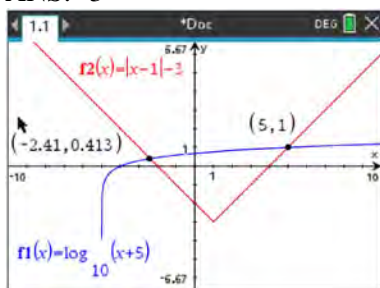 1.1
*Doc
DEG
6.67
y
f2(x)=|x-1|-3
(-2.41,0.413)
(5,1)
1
x
-10
1
f1(x)=log
10
(x+5)
-6.67